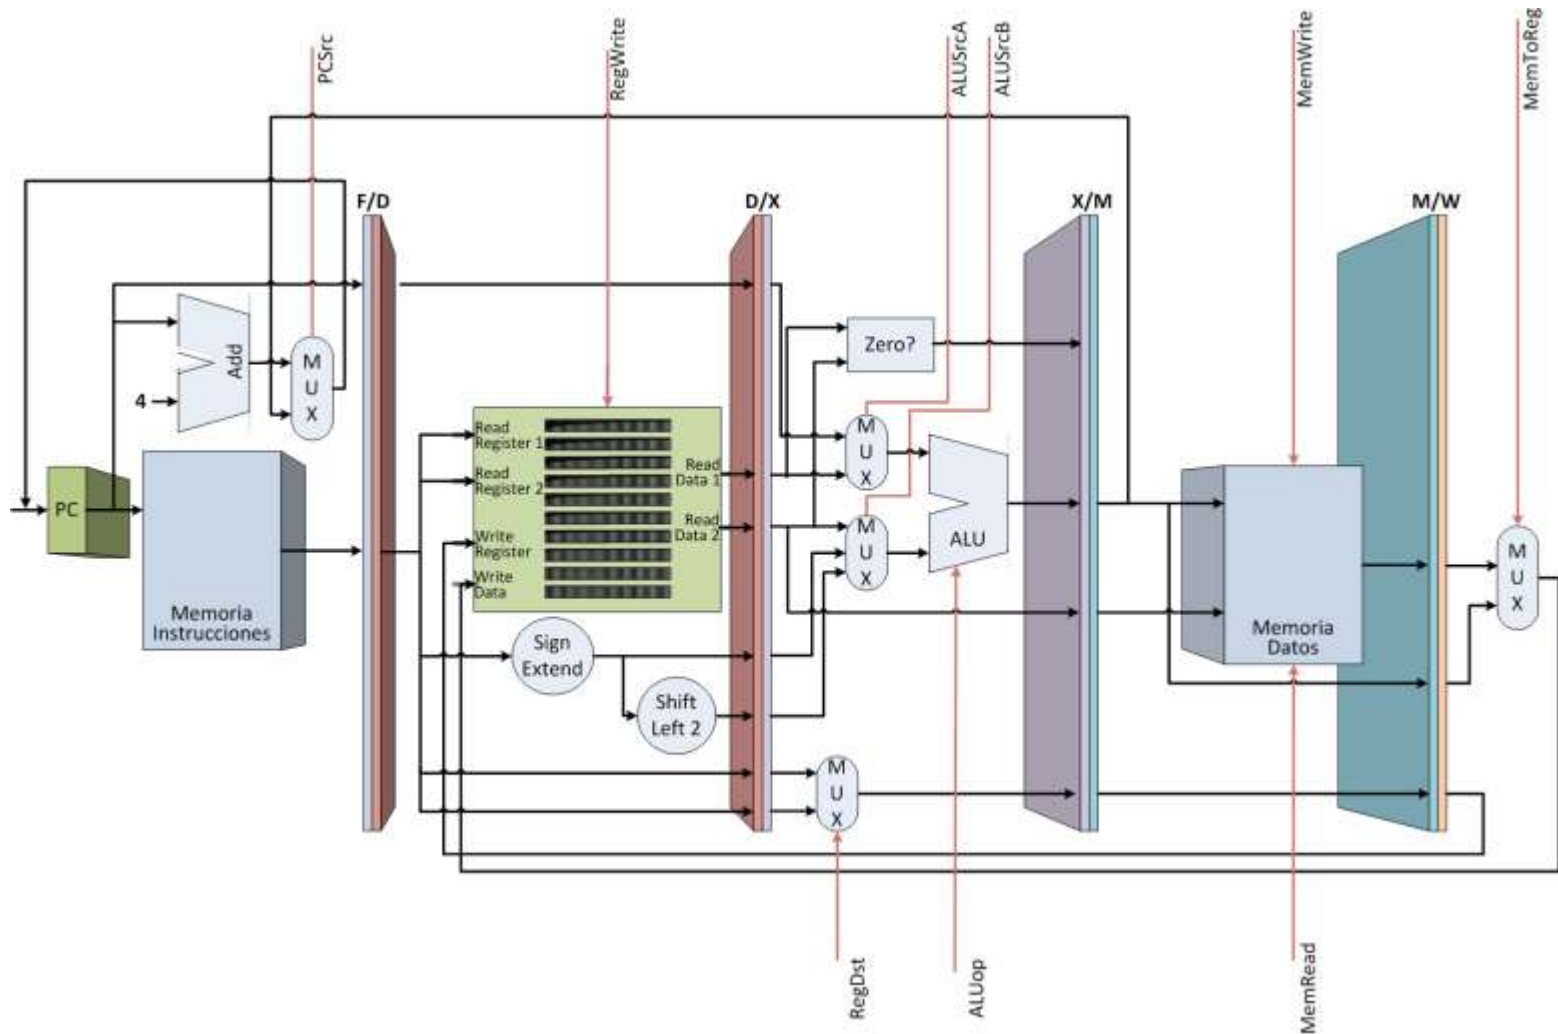 PCSrc
RegWrite
ALUSrcA
ALUSrcB
MemWrite
MemToReg
F/D
D/X
X/M
M/W
Add
4
M
U
X
Zero?
PC
Memoria
Instrucciones
Read
Register 1
Read
Register 2
Write
Register
Write
Data
Read
Data 1
Read
Data 2
Sign
Extend
Shift
Left 2
M
U
X
M
U
X
ALU
M
U
X
Memoria
Datos
M
U
X
RegDst
ALUop
MemRead